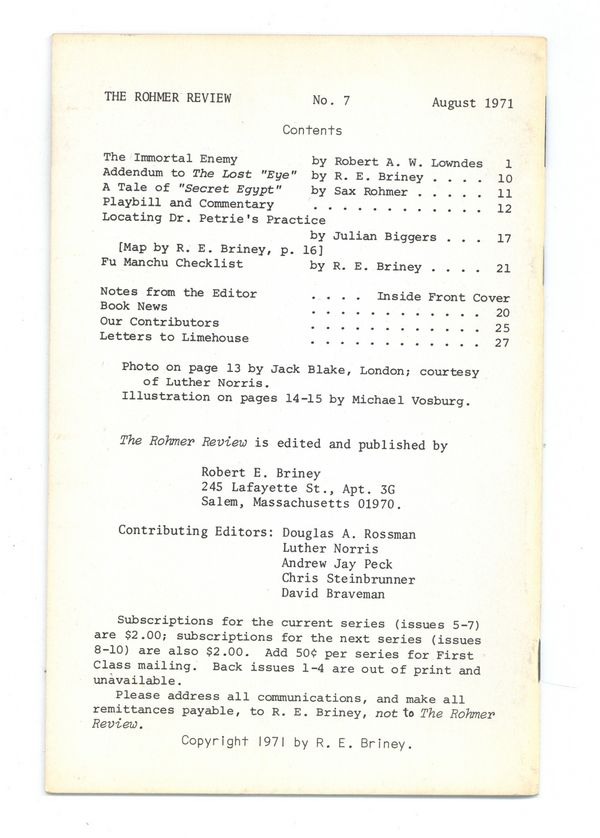 THE ROHMER REVIEW No. 7 August 1971
Contents
The Immortal Enemy by Robert A. W. Lowndes 1
Addendum to The Lost "Eye" by R. E. Briney . . . . 10
A Tale of "Secret Egypt" by Sax Rohmer . . . . . 11
Playbill and Commentary . . . . . . . . . . . . 12
Locating Dr. Petrie's Practice
by Julian Biggers . . . 17
[Map by R. E. Briney, p. 16]
Fu Manchu Checklist by R. E. Briney . . . . 21
Notes from the Editor . . . . Inside Front Cover
Book News . . . . . . . . . . . . 20
Our Contributors . . . . . . . . . . . . 25
Letters to Limehouse . . . . . . . . . . . . 27
Photo on page 13 by Jack Blake, London; courtesy
of Luther Norris.
Illustration on pages 14-15 by Michael Vosburg.
The Rohmer Review is edited and published by
Robert E. Briney
245 Lafayette St., Apt. 3G
Salem, Massachusetts 01970.
Contributing Editors: Douglas A. Rossman
Luther Norris
Andrew Jay Peck
Chris Steinbrunner
David Braveman
Subscriptions for the current series (issues 5-7)
are $2.00; subscriptions for the next series (issues
8-10) are also $2.00. Add 50¢ per series for First
Class mailing. Back issues 1-4 are out of print and
unavailable.
Please address all communications, and make all
remittances payable, to R. E. Briney, not to The Rohmer
Review.
Copyright 1971 by R. E. Briney.